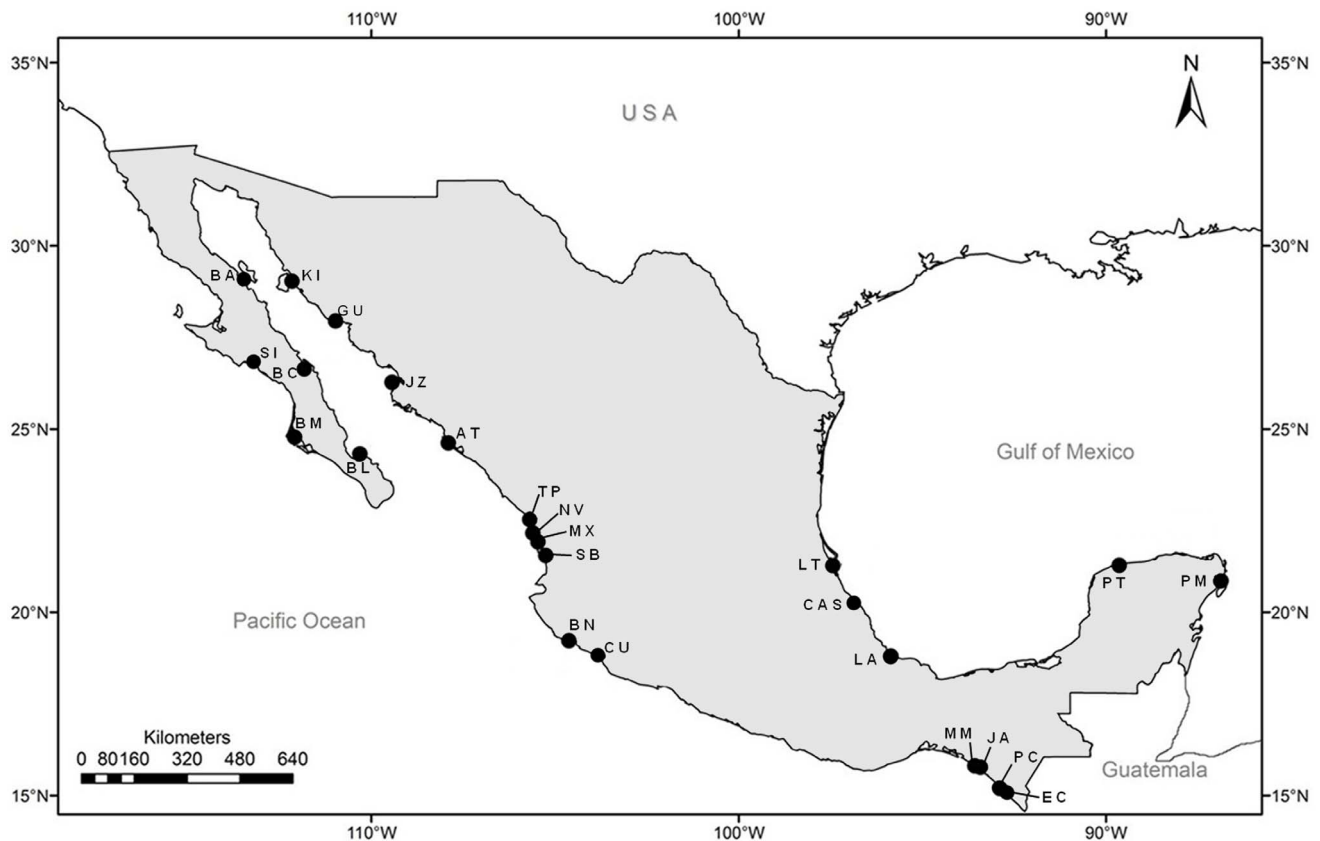 110°W 100°W 90°W
35°N 35°N
N
USA
30°N 30°N
BA KI
GU
SI
BC JZ
BM
AT
25°N 25°N
Gulf of Mexico
BL
TP
NV
MX
SB
LT
PT PM
CAS
20°N 20°N
Pacific Ocean
BN
CU
LA
MM JA
Kilometers
0 80 160 320 480 640
PC
Guatemala
15°N 15°N
EC
110°W 100°W 90°W